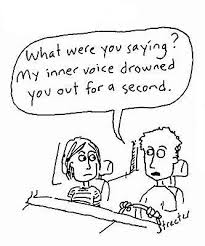 What were you saying?
My inner voice drowned
you out for a second.
Streeter